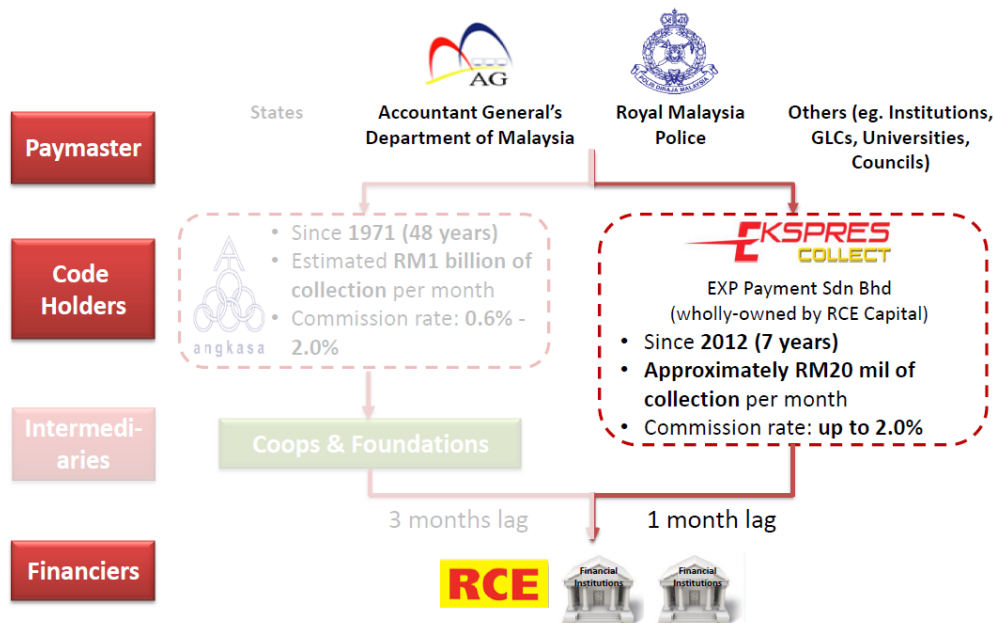 AG
POLIS DIRAJA MALAYSIA
States
Accountant General's
Department of Malaysia
Royal Malaysia
Police
Others (eg. Institutions,
GLCs, Universities,
Councils)
Paymaster
Code
Holders
angkasa
• Since 1971 (48 years)
• Estimated RM1 billion of
collection per month
• Commission rate: 0.6% -
2.0%
EKSPRES
COLLECT
EXP Payment Sdn Bhd
(wholly-owned by RCE Capital)
• Since 2012 (7 years)
• Approximately RM20 mil of
collection per month
• Commission rate: up to 2.0%
Intermedi-
aries
Coops & Foundations
3 months lag
1 month lag
Financiers
RCE
Financial
Institutions
Financial
Institutions